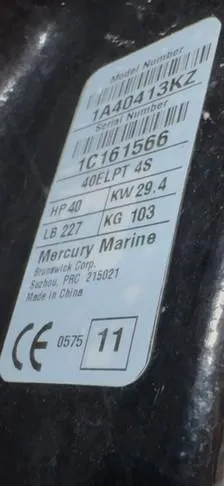 Model Number
1A40413KZ
Serial Number
1C161566
40ELPT 4S
HP 40 KW 29.4
LB 227 KG 103
Mercury Marine
Brunswick Corp.
Suzhou, PRC 215021
Made in China
CE 0575 11